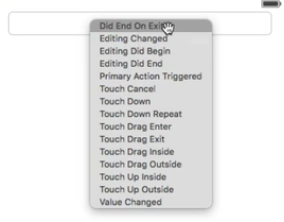 Did End On Exit
Editing Changed
Editing Did Begin
Editing Did End
Primary Action Triggered
Touch Cancel
Touch Down
Touch Down Repeat
Touch Drag Enter
Touch Drag Exit
Touch Drag Inside
Touch Drag Outside
Touch Up Inside
Touch Up Outside
Value Changed